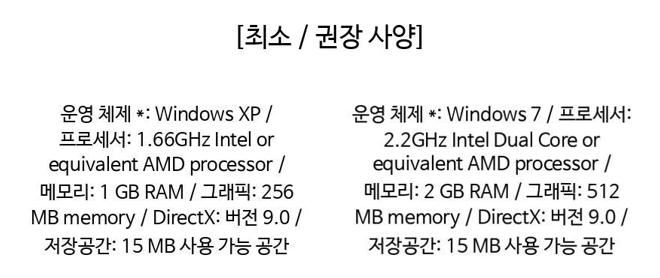 [최소 / 권장 사양]
운영 체제 *: Windows XP /
프로세서: 1.66GHz Intel or
equivalent AMD processor /
메모리: 1 GB RAM / 그래픽: 256
MB memory / DirectX: 버전 9.0 /
저장공간: 15 MB 사용 가능 공간
운영 체제 *: Windows 7 / 프로세서:
2.2GHz Intel Dual Core or
equivalent AMD processor /
메모리: 2 GB RAM / 그래픽: 512
MB memory / DirectX: 버전 9.0 /
저장공간: 15 MB 사용 가능 공간